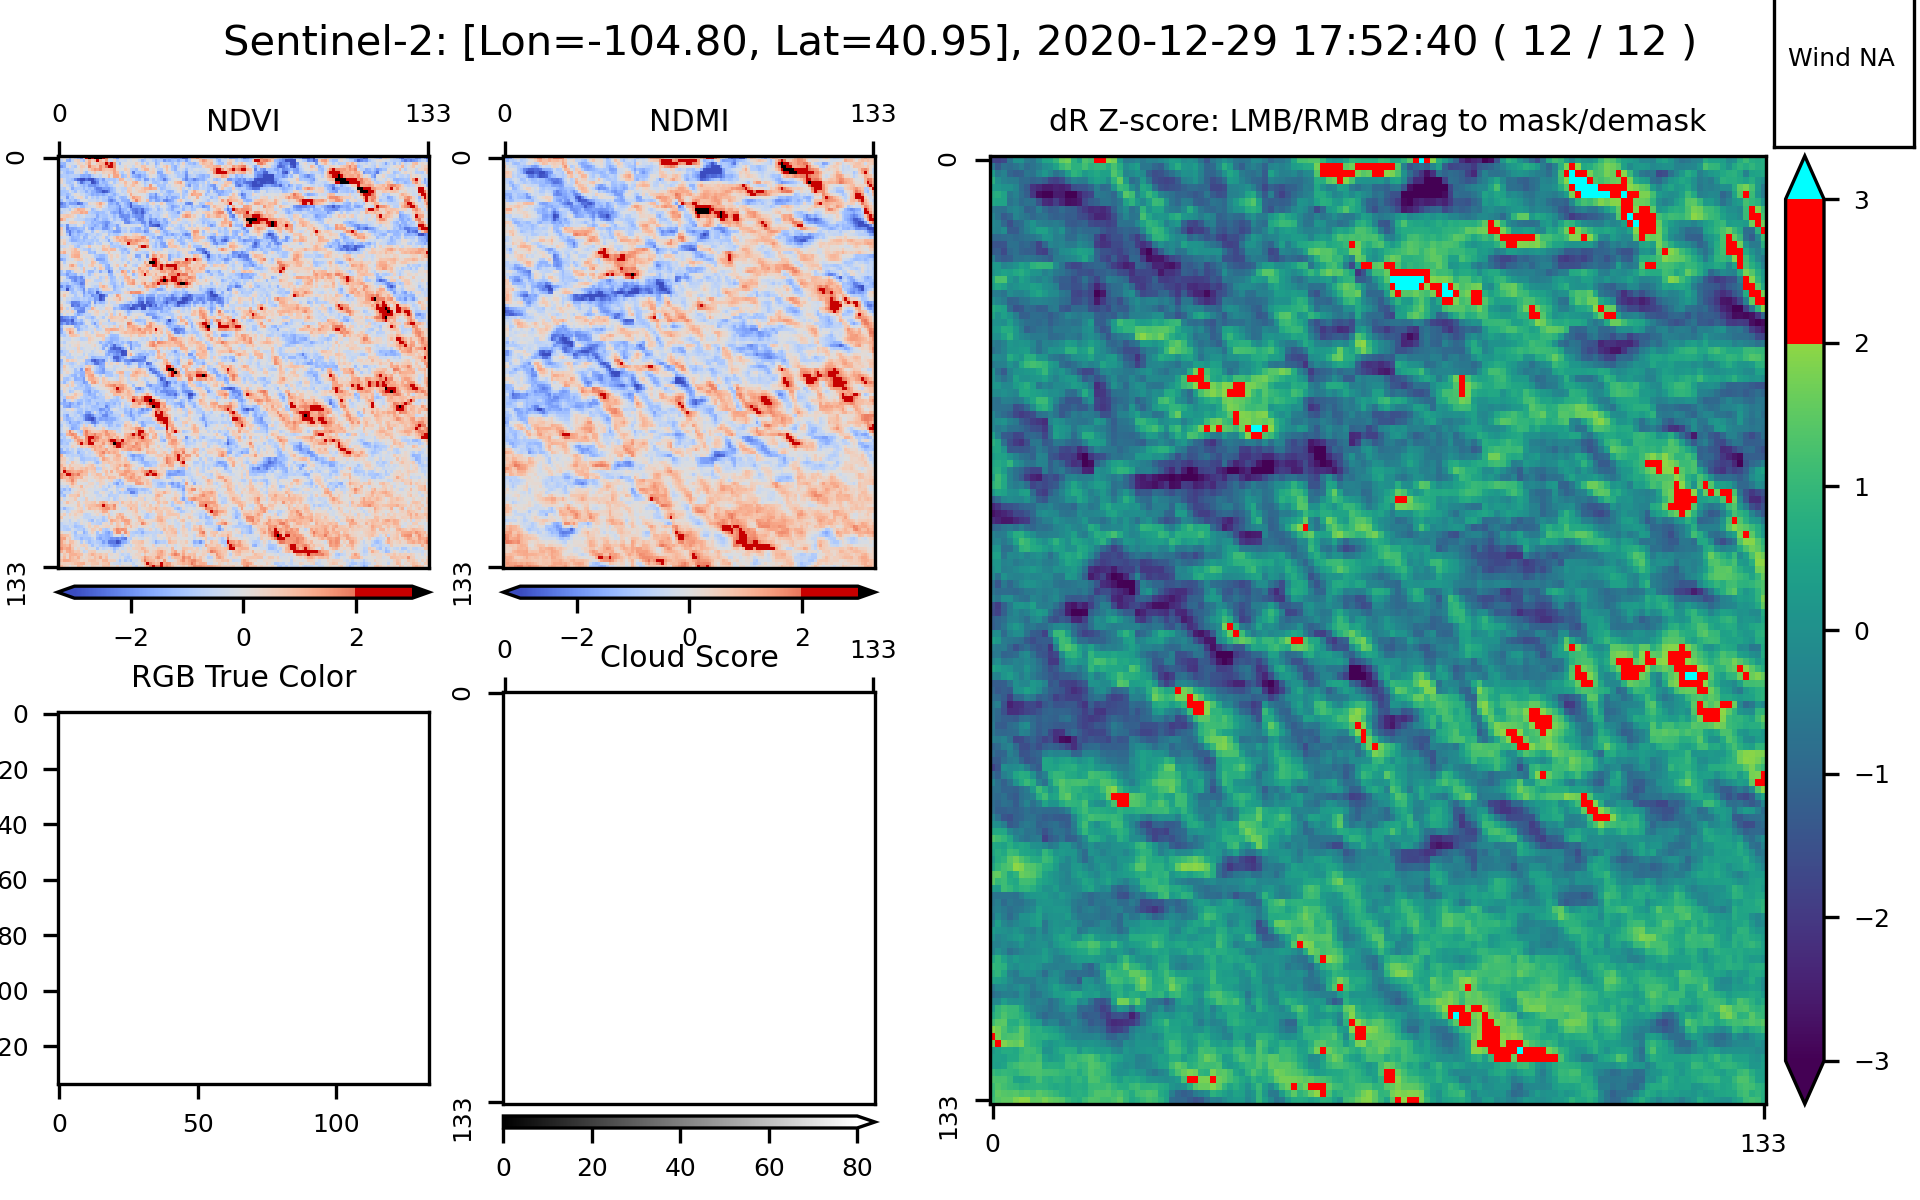 Sentinel-2: [Lon=-104.80, Lat=40.95], 2020-12-29 17:52:40 ( 12 / 12 )
Wind NA
0 NDVI 133
0
133
−2 0 2
0 NDMI 133
0
133
−2 0 2
dR Z-score: LMB/RMB drag to mask/demask
0
133
0 133
3
2
1
0
−1
−2
−3
RGB True Color
0
20
40
60
80
00
20
0 50 100
0 Cloud Score 133
0
133
0 20 40 60 80